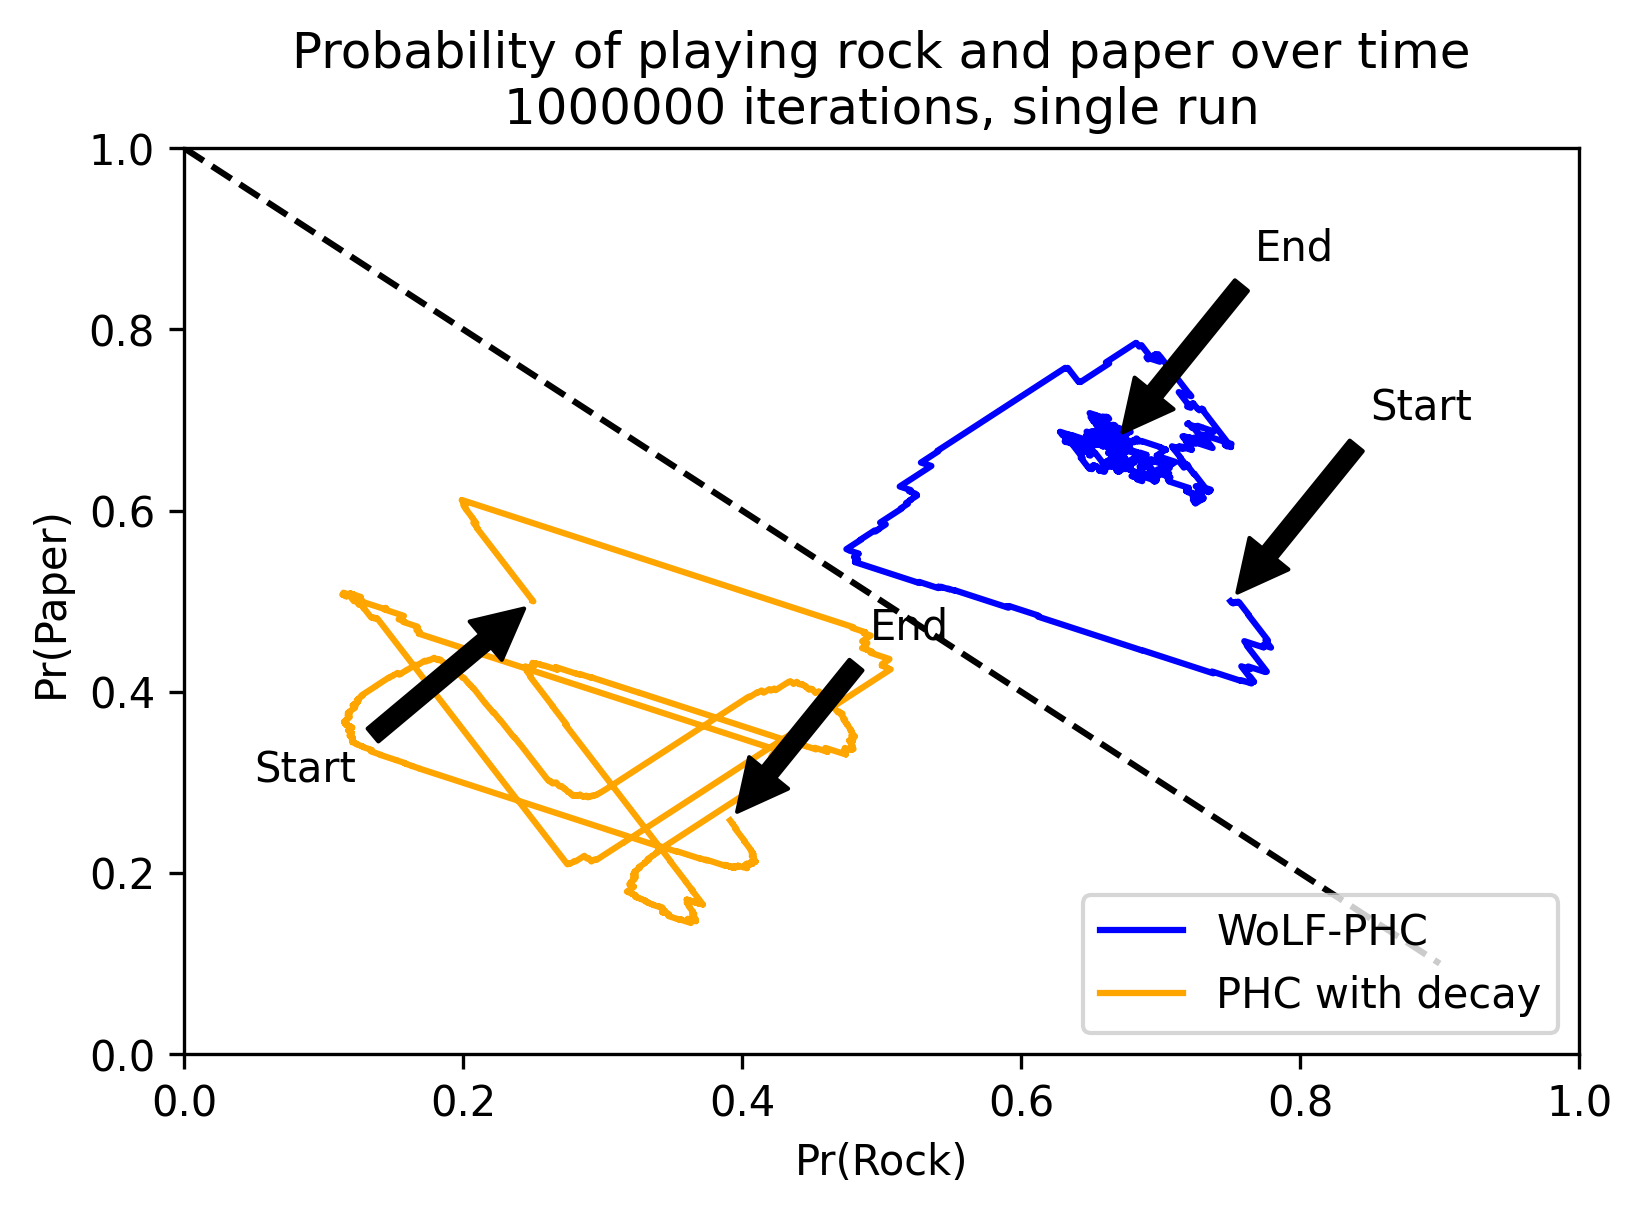 Probability of playing rock and paper over time
1000000 iterations, single run
1.0
0.8
0.6
0.4
0.2
0.0
Pr(Paper)
End
Start
End
Start
WoLF-PHC
PHC with decay
0.0 0.2 0.4 0.6 0.8 1.0
Pr(Rock)